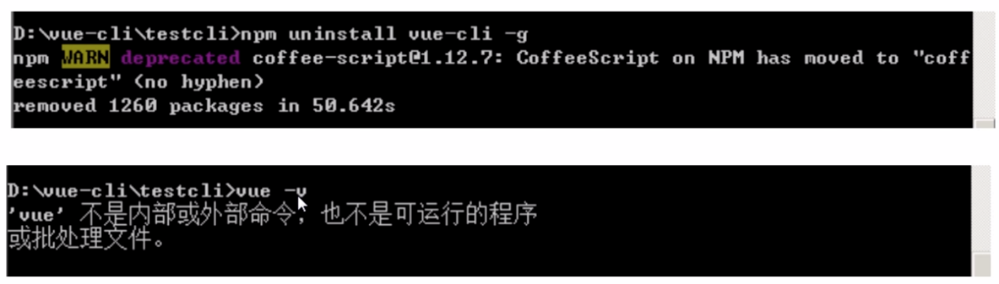 D:\vue-cli\testcli>npm uninstall vue-cli -g
npm WARN deprecated coffee-script@1.12.7: CoffeeScript on NPM has moved to "coff
eescript" (no hyphen)
removed 1260 packages in 50.642s
D:\vue-cli\testcli>vue -v
'vue' 不是内部或外部命令，也不是可运行的程序
或批处理文件。